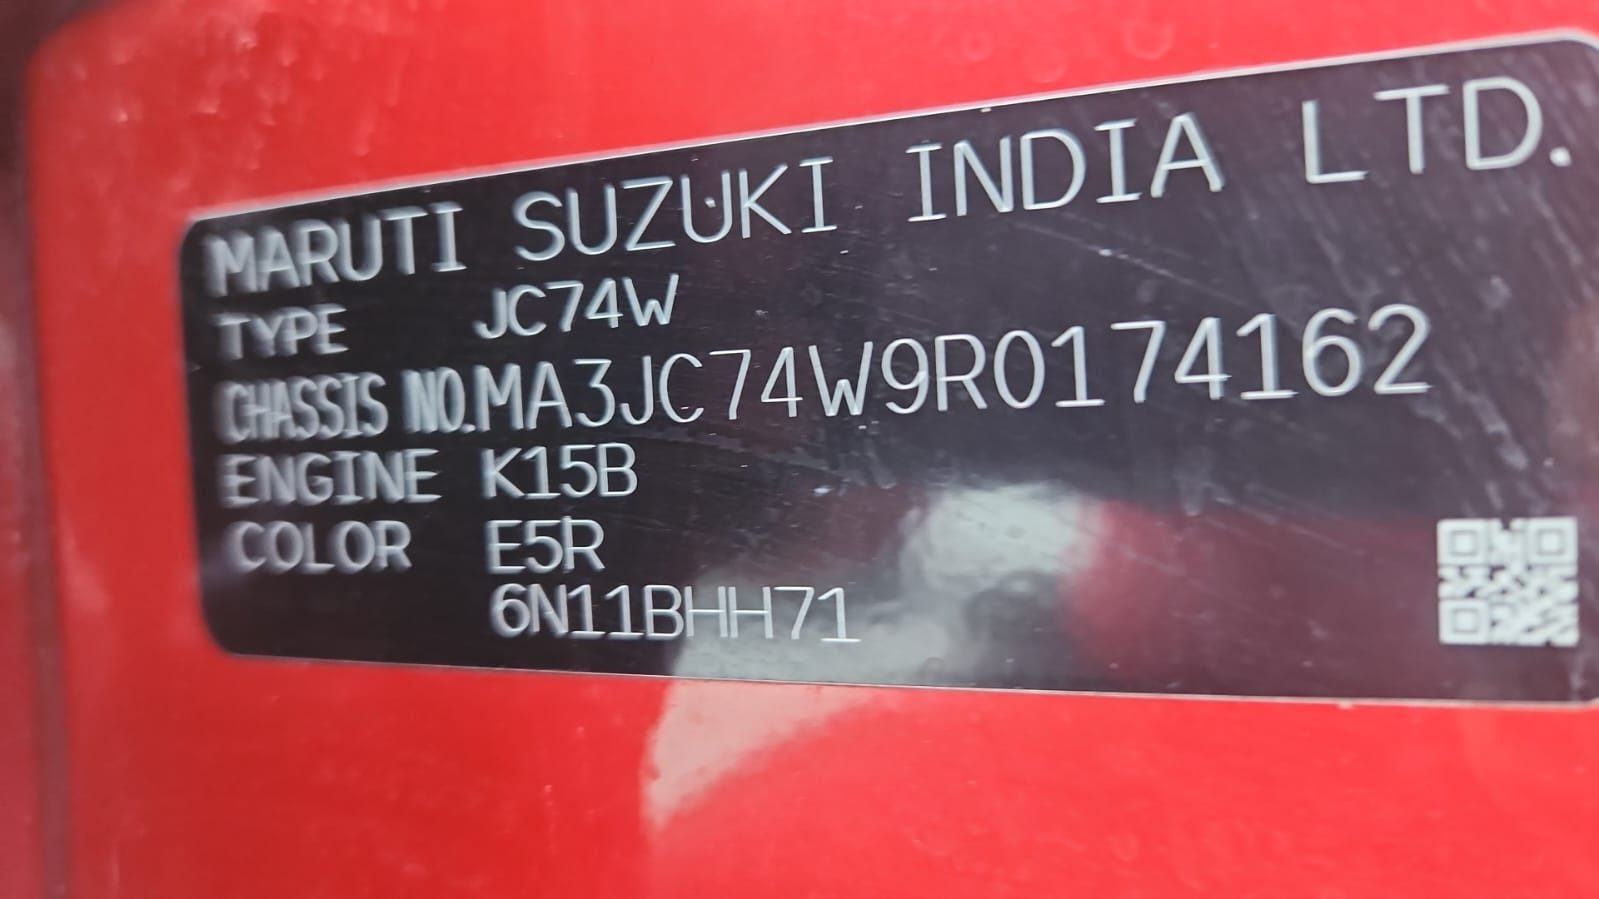 MARUTI SUZUKI INDIA LTD.
TYPE JC74W
CHASSIS NO.MA3JC74W9R0174162
ENGINE K15B
COLOR E5R
6N11BHH71